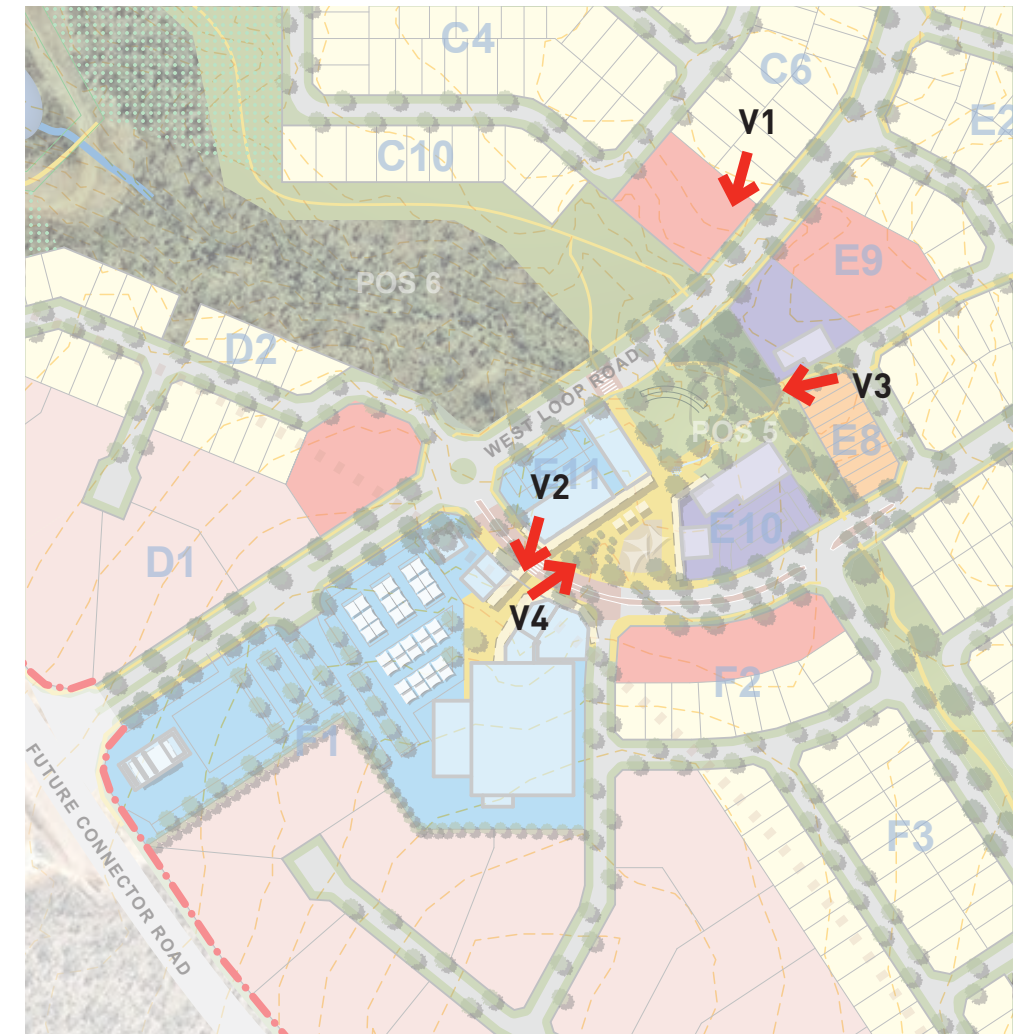 C4
C6
E2
V1
C10
E9
POS 6
D2
WEST LOOP ROAD
V3
POS 5
E8
E11
V2
E10
D1
V4
F2
F1
FUTURE CONNECTOR ROAD
F3